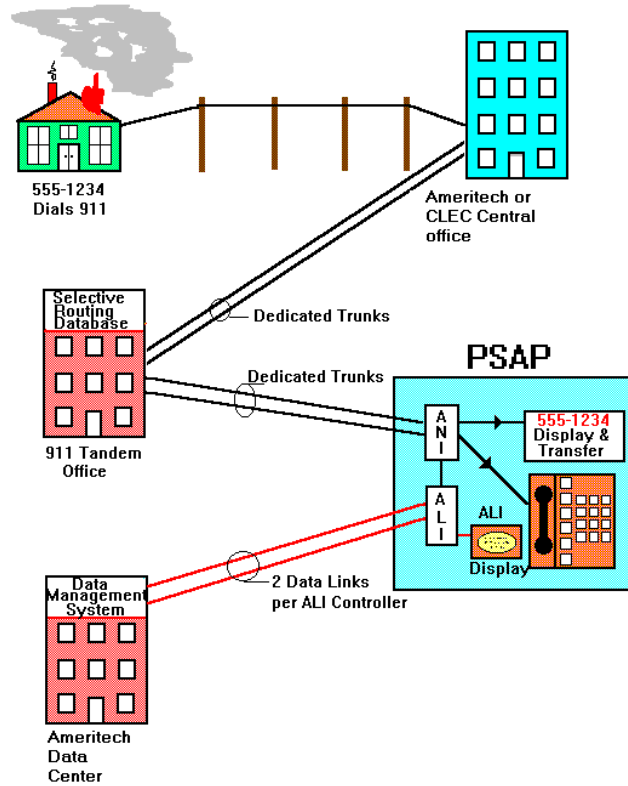 555-1234
Dials 911
Ameritech or
CLEC Central
office
Selective
Routing
Database
Dedicated Trunks
Dedicated Trunks
911 Tandem
Office
PSAP
ANI
555-1234
Display &
Transfer
ALI
ALI
Display
2 Data Links
per ALI Controller
Data
Management
System
Ameritech
Data
Center